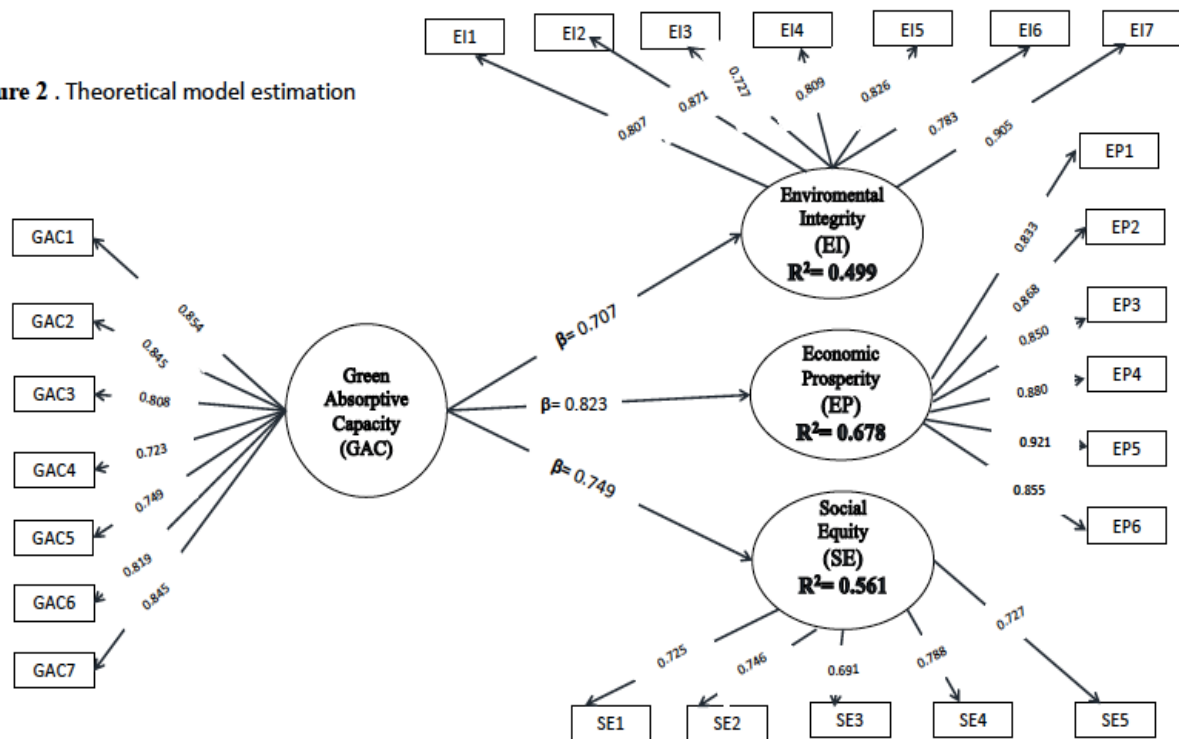 EI1
EI2
EI3
EI4
EI5
EI6
EI7
ure 2 . Theoretical model estimation
0.807
0.871
0.727
0.809
0.826
0.783
0.905
EP1
EP2
EP3
EP4
EP5
EP6
0.833
0.868
0.850
0.880
0.921
0.855
Enviromental
Integrity
(EI)
R²= 0.499
GAC1
GAC2
GAC3
GAC4
GAC5
GAC6
GAC7
0.854
0.845
0.808
0.723
0.749
0.819
0.845
Green
Absorptive
Capacity
(GAC)
β= 0.707
β= 0.823
β= 0.749
Economic
Prosperity
(EP)
R²= 0.678
Social
Equity
(SE)
R²= 0.561
0.725
0.746
0.691
0.788
0.727
SE1
SE2
SE3
SE4
SE5